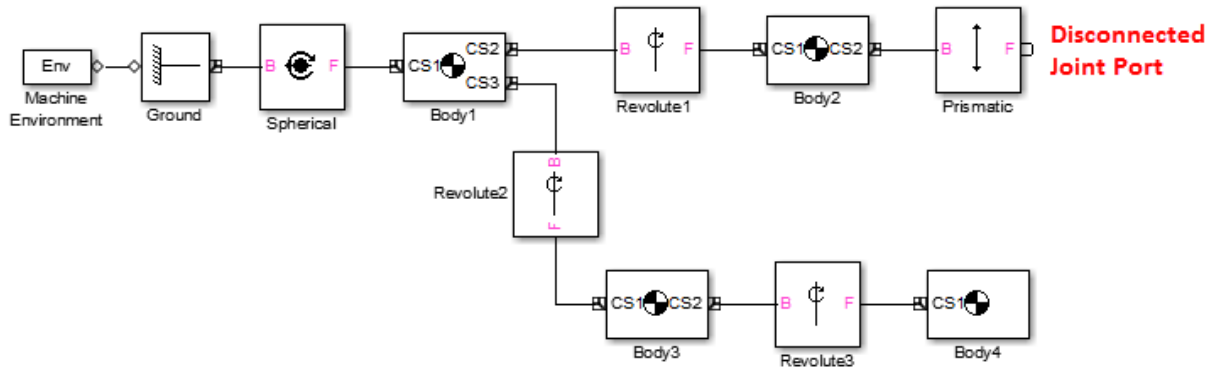 Env
Machine
Environment
Ground
B F
Spherical
CS1 CS2
CS3
Body1
B F
Revolute1
CS1 CS2
Body2
B F
Prismatic
Disconnected
Joint Port
B
Revolute2
F
CS1 CS2
Body3
B F
Revolute3
CS1
Body4